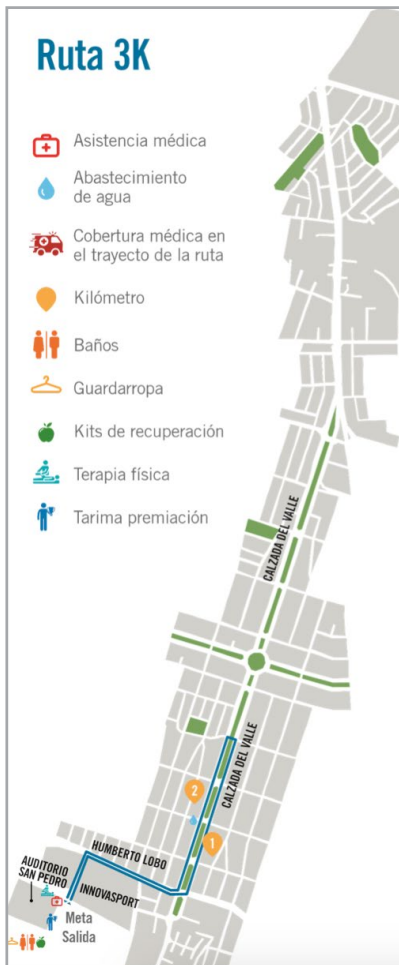 Ruta 3K
Asistencia médica
Abastecimiento
de agua
Cobertura médica en
el trayecto de la ruta
Kilómetro
Baños
Guardarropa
Kits de recuperación
Terapia física
Tarima premiación
CALZADA DEL VALLE
CALZADA DEL VALLE
2
1
HUMBERTO LOBO
AUDITORIO
SAN PEDRO
INNOVASPORT
Meta
Salida